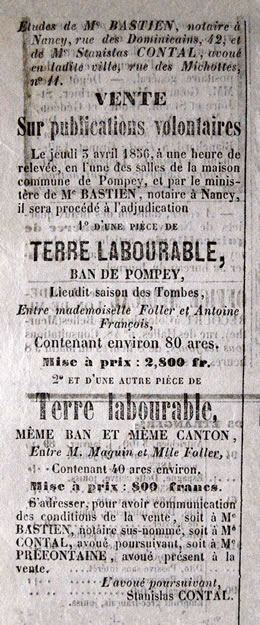 Études de Mᵉ BASTIEN, notaire à
Nancy, rue des Dominicains, 42, et
de Mᵉ Stanislas CONTAL, avoué
en ladite ville, rue des Michottes,
nº 11.
VENTE
Sur publications volontaires
Le jeudi 3 avril 1856, à une heure de
relevée, en l'une des salles de la maison
commune de Pompey, et par le minis-
tère de Mᵉ BASTIEN, notaire à Nancy,
il sera procédé à l'adjudication
1º D'UNE PIÈCE DE
TERRE LABOURABLE,
BAN DE POMPEY,
Lieudit saison des Tombes,
Entre mademoiselle Foller et Antoine
François,
Contenant environ 80 ares.
Mise à prix : 2,800 fr.
2º ET D'UNE AUTRE PIÈCE DE
Terre labourable,
MÊME BAN ET MÊME CANTON,
Entre M. Maguin et Mlle Foller,
Contenant 40 ares environ.
Mise à prix : 800 francs.
S'adresser, pour avoir communication
des conditions de la vente, soit à Mᵉ
BASTIEN, notaire sus-nommé, soit à Mᵉ
CONTAL, avoué poursuivant, soit à Mᵉ
PRÉFONTAINE, avoué présent à la
vente.
L'avoué poursuivant,
Stanislas CONTAL.